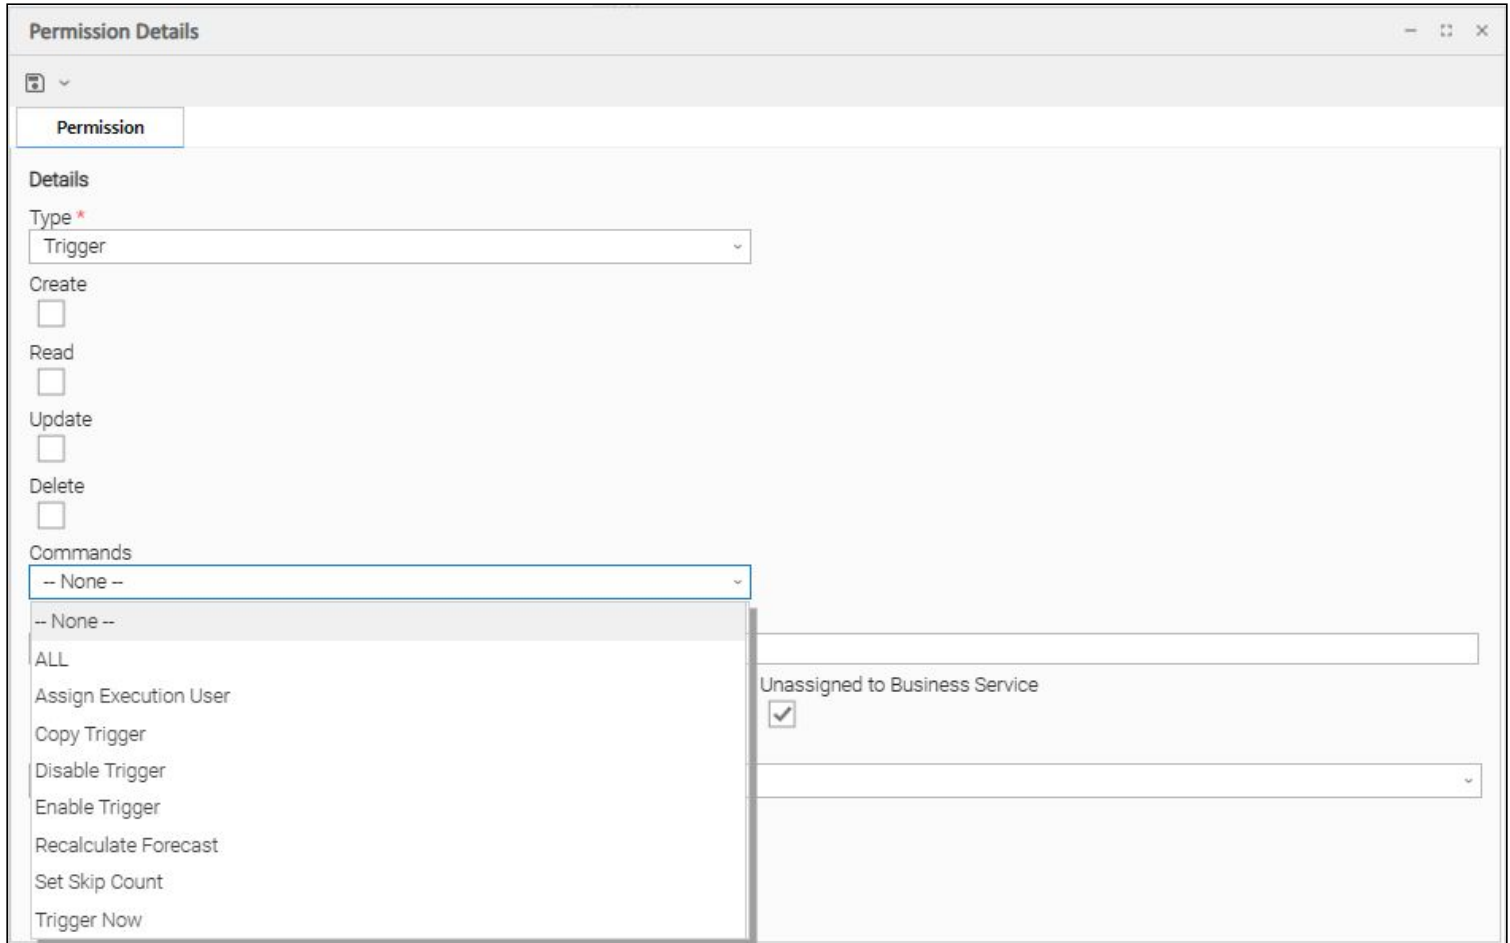 Permission Details
Permission
Details
Type *
Trigger
Create
Read
Update
Delete
Commands
-- None --
-- None --
ALL
Assign Execution User
Unassigned to Business Service
Copy Trigger
Disable Trigger
Enable Trigger
Recalculate Forecast
Set Skip Count
Trigger Now